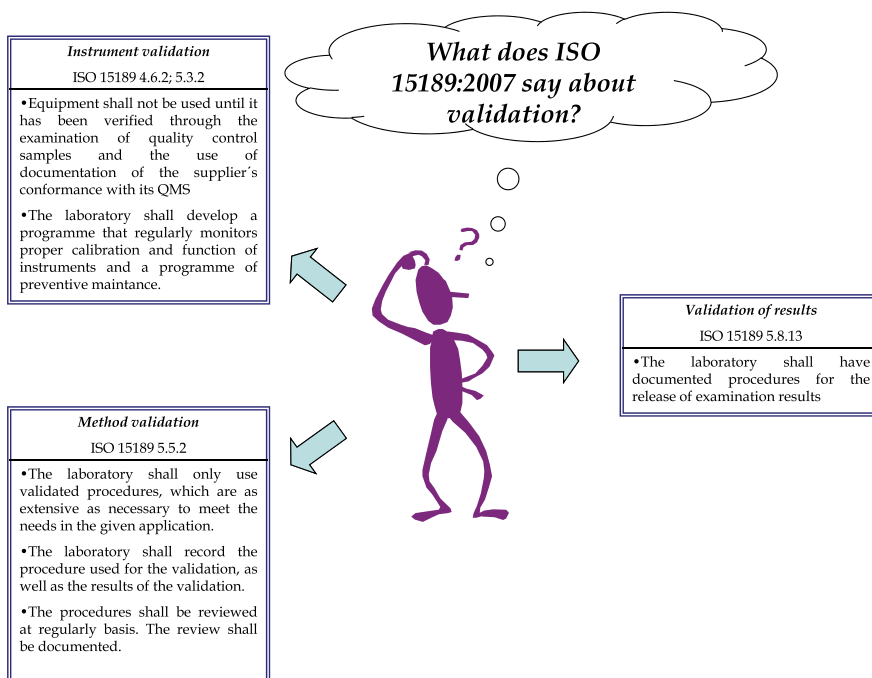 What does ISO
15189:2007 say about
validation?
Instrument validation
ISO 15189 4.6.2; 5.3.2
•Equipment shall not be used until it
has been verified through the
examination of quality control
samples and the use of
documentation of the supplier´s
conformance with its QMS
•The laboratory shall develop a
programme that regularly monitors
proper calibration and function of
instruments and a programme of
preventive maintance.
?
Validation of results
ISO 15189 5.8.13
•The laboratory shall have
documented procedures for the
release of examination results
Method validation
ISO 15189 5.5.2
•The laboratory shall only use
validated procedures, which are as
extensive as necessary to meet the
needs in the given application.
•The laboratory shall record the
procedure used for the validation, as
well as the results of the validation.
•The procedures shall be reviewed
at regularly basis. The review shall
be documented.